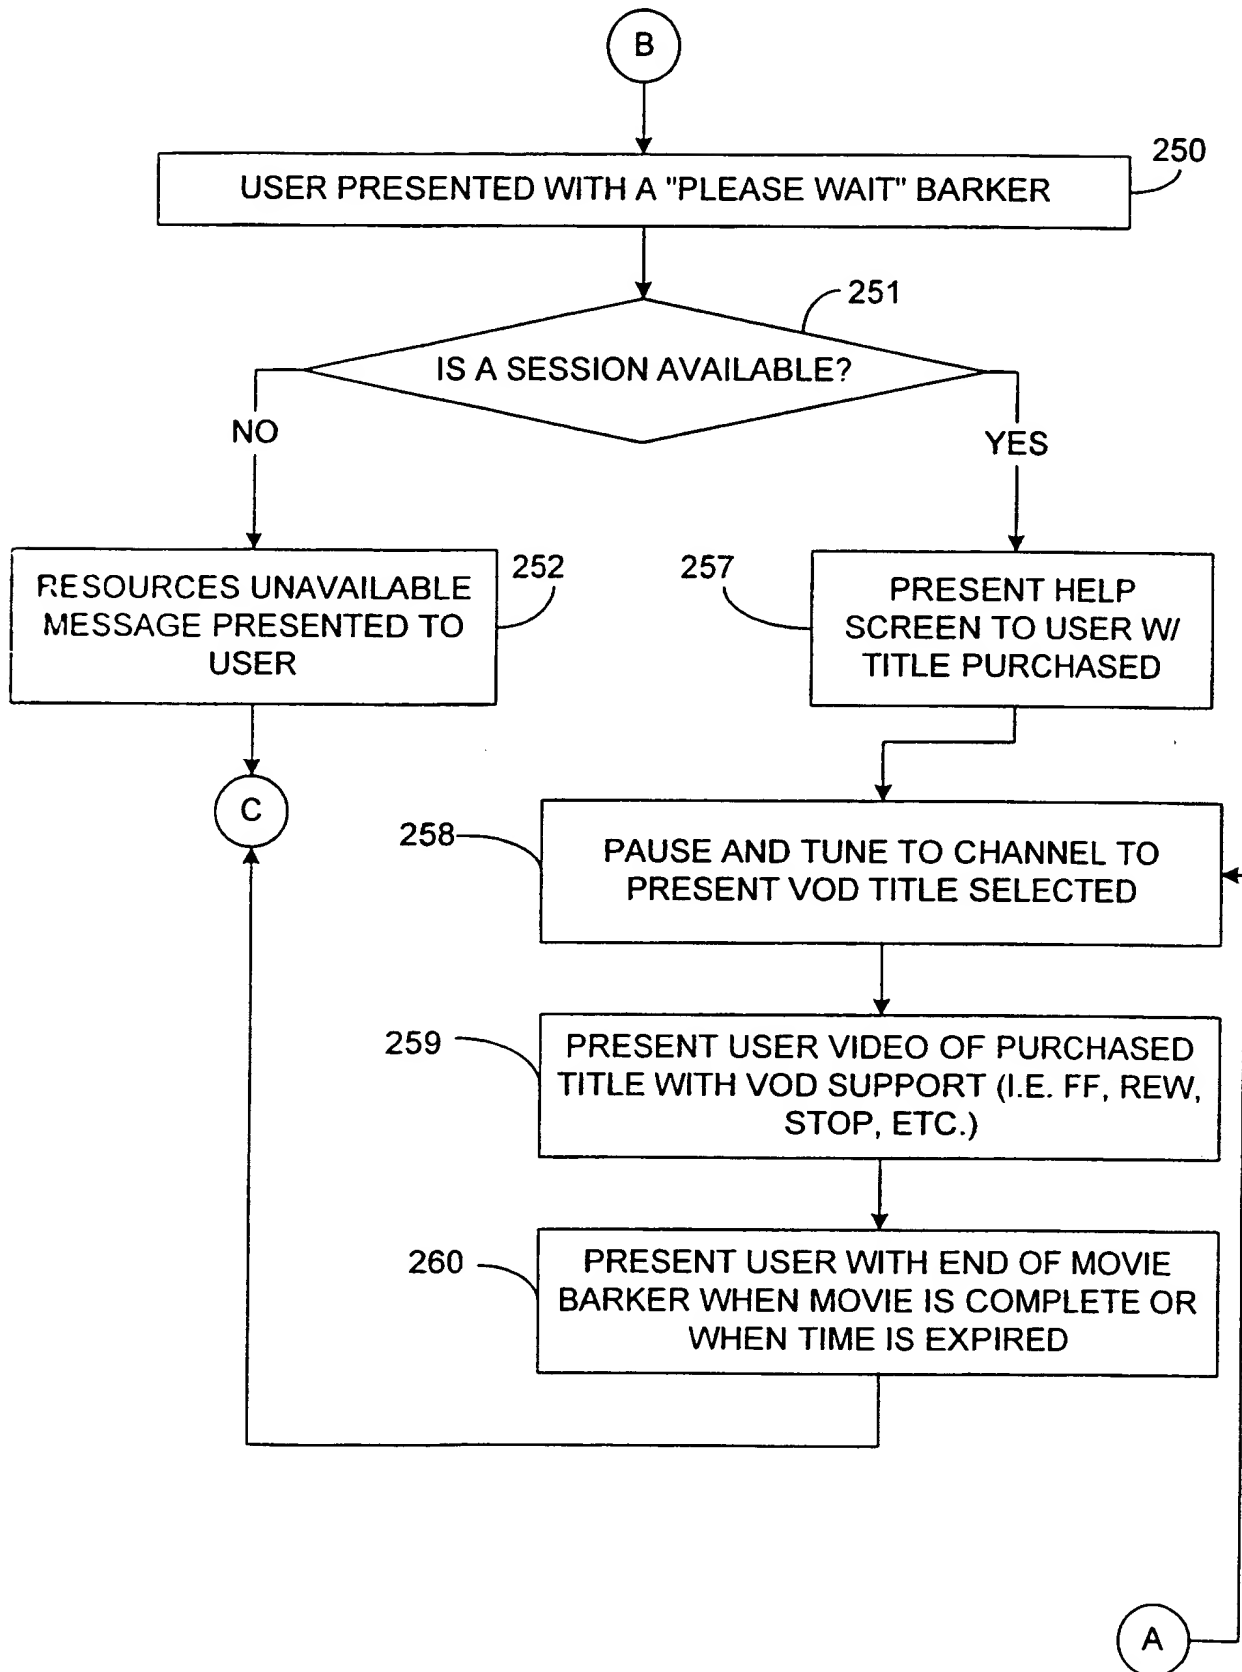 B
250
USER PRESENTED WITH A "PLEASE WAIT" BARKER
251
IS A SESSION AVAILABLE?
NO
YES
252
RESOURCES UNAVAILABLE
MESSAGE PRESENTED TO
USER
257
PRESENT HELP
SCREEN TO USER W/
TITLE PURCHASED
C
258
PAUSE AND TUNE TO CHANNEL TO
PRESENT VOD TITLE SELECTED
259
PRESENT USER VIDEO OF PURCHASED
TITLE WITH VOD SUPPORT (I.E. FF, REW,
STOP, ETC.)
260
PRESENT USER WITH END OF MOVIE
BARKER WHEN MOVIE IS COMPLETE OR
WHEN TIME IS EXPIRED
A